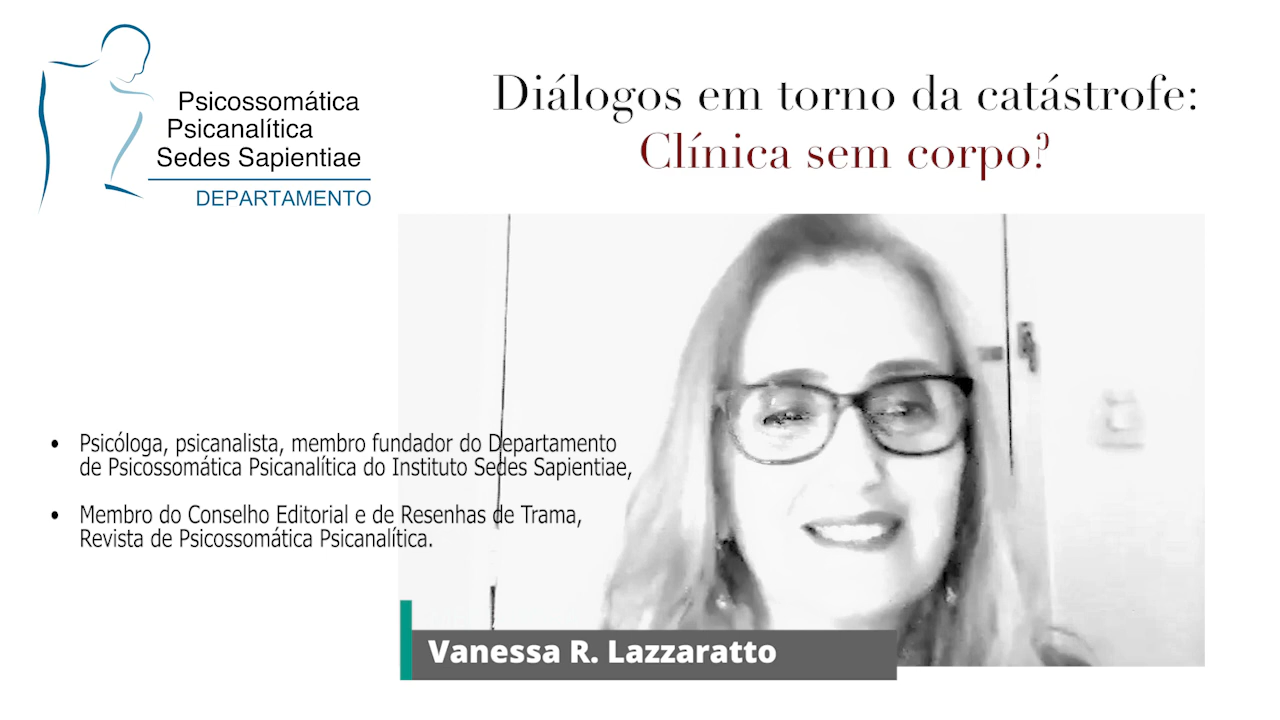 Psicossomática
Psicanalítica
Sedes Sapientiae
DEPARTAMENTO
Diálogos em torno da catástrofe:
Clínica sem corpo?
• Psicóloga, psicanalista, membro fundador do Departamento
de Psicossomática Psicanalítica do Instituto Sedes Sapientiae,
• Membro do Conselho Editorial e de Resenhas de Trama,
Revista de Psicossomática Psicanalítica.
Vanessa R. Lazzaratto